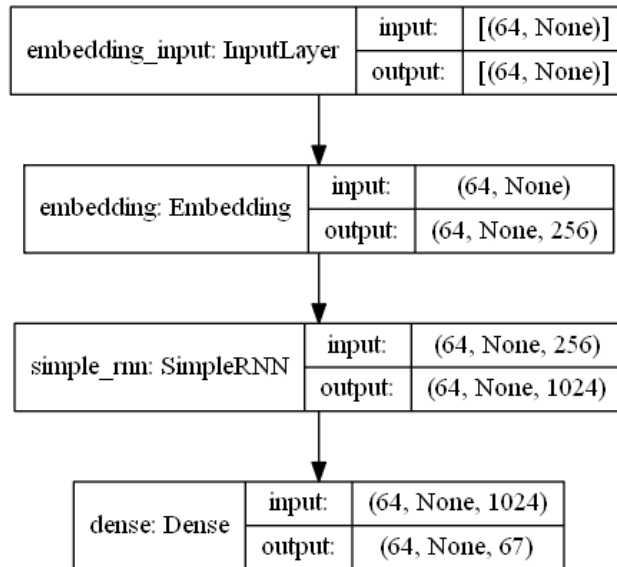 embedding_input: InputLayer
input: [(64, None)]
output: [(64, None)]
embedding: Embedding
input: (64, None)
output: (64, None, 256)
simple_rnn: SimpleRNN
input: (64, None, 256)
output: (64, None, 1024)
dense: Dense
input: (64, None, 1024)
output: (64, None, 67)